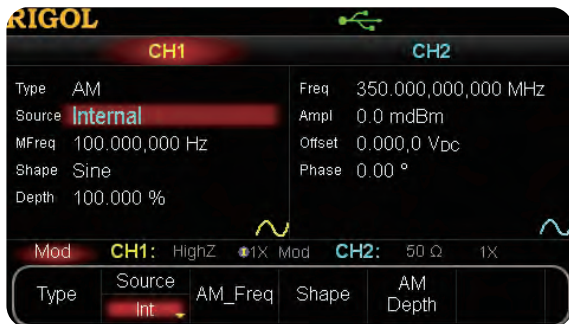 RIGOL
CH1
CH2
Type AM
Source Internal
MFreq 100.000,000 Hz
Shape Sine
Depth 100.000 %
Freq 350.000,000,000 MHz
Ampl 0.0 mdBm
Offset 0.000,0 VDC
Phase 0.00 °
Mod CH1: HighZ 1X Mod CH2: 50 Ω 1X
Type
Source
Int
AM_Freq
Shape
AM
Depth